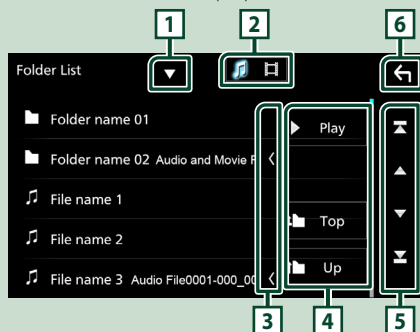 1 2 6
Folder List
Folder name 01
Play
Folder name 02 Audio and Movie F
File name 1
File name 2
Top
File name 3 Audio File0001-000_00
Up
3 4 5